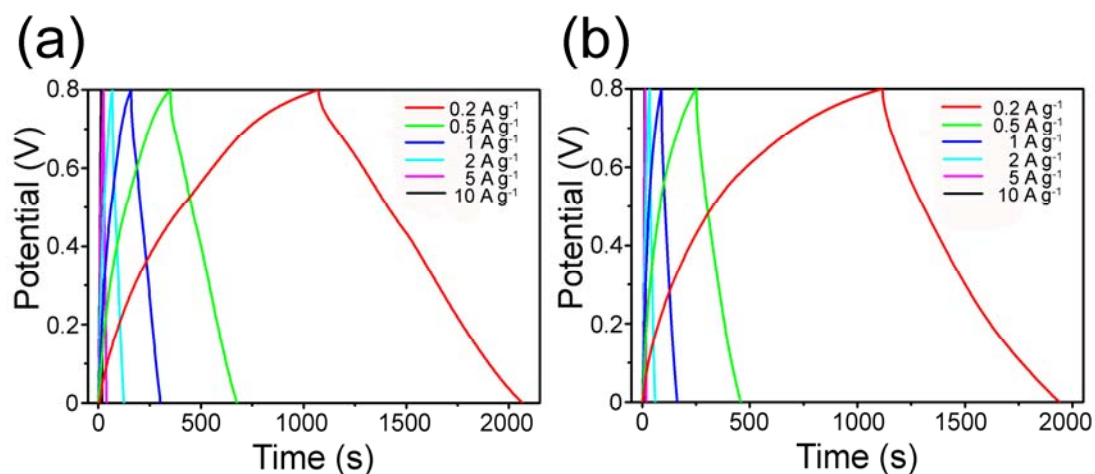 (a)
0.8
0.6
0.4
0.2
0
Potential (V)
0.2 A g⁻¹
0.5 A g⁻¹
1 A g⁻¹
2 A g⁻¹
5 A g⁻¹
10 A g⁻¹
0 500 1000 1500 2000
Time (s)
(b)
0.8
0.6
0.4
0.2
0
Potential (V)
0.2 A g⁻¹
0.5 A g⁻¹
1 A g⁻¹
2 A g⁻¹
5 A g⁻¹
10 A g⁻¹
0 500 1000 1500 2000
Time (s)